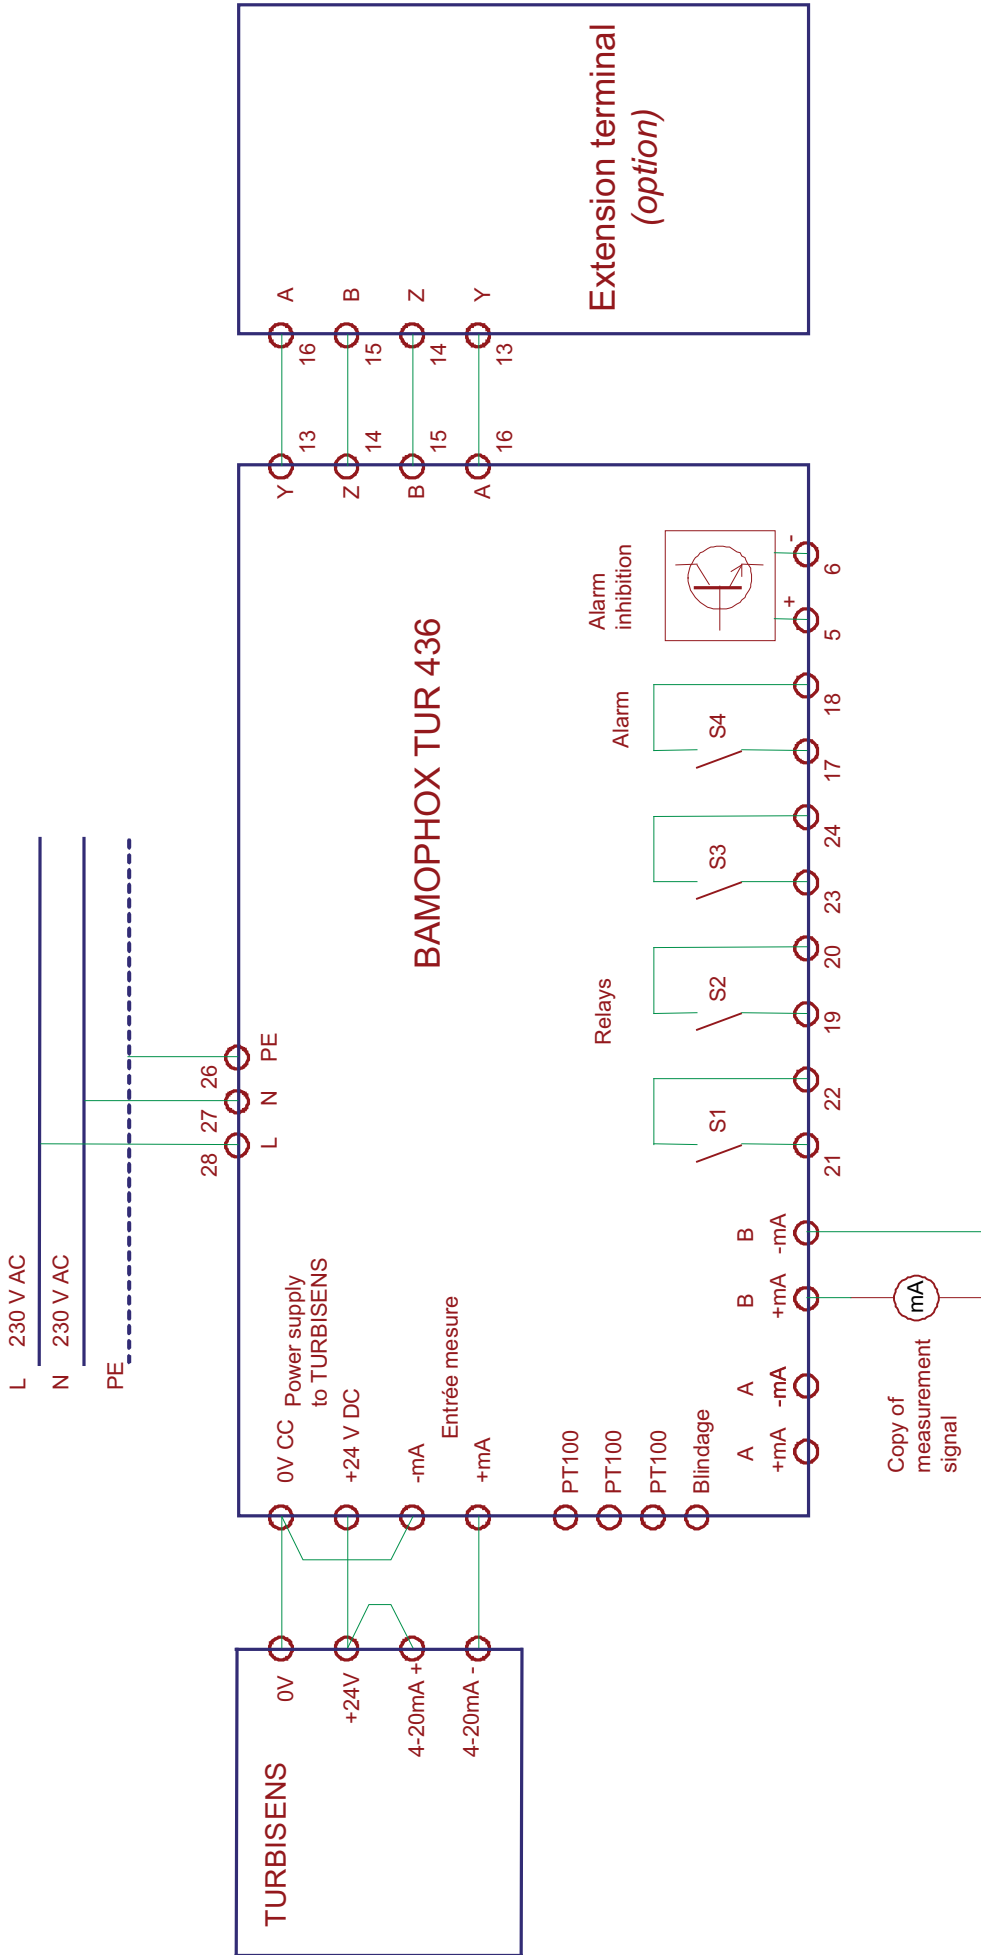 L 230 V AC
N 230 V AC
PE
28 27 26
L N PE
TURBISENS
0V
+24V
4-20mA +
4-20mA -
0V CC
+24 V DC
Power supply
to TURBISENS
-mA
+mA
Entrée mesure
PT100
PT100
PT100
Blindage
BAMOPHOX TUR 436
Y 13
Z 14
B 15
A 16
16 A
15 B
14 Z
13 Y
Extension terminal
(option)
Relays
Alarm
Alarm
inhibition
S1 S2 S3 S4
A A B B
+mA -mA +mA -mA
+ -
21 22 19 20 23 24 17 18 5 6
Copy of
measurement
signal
mA